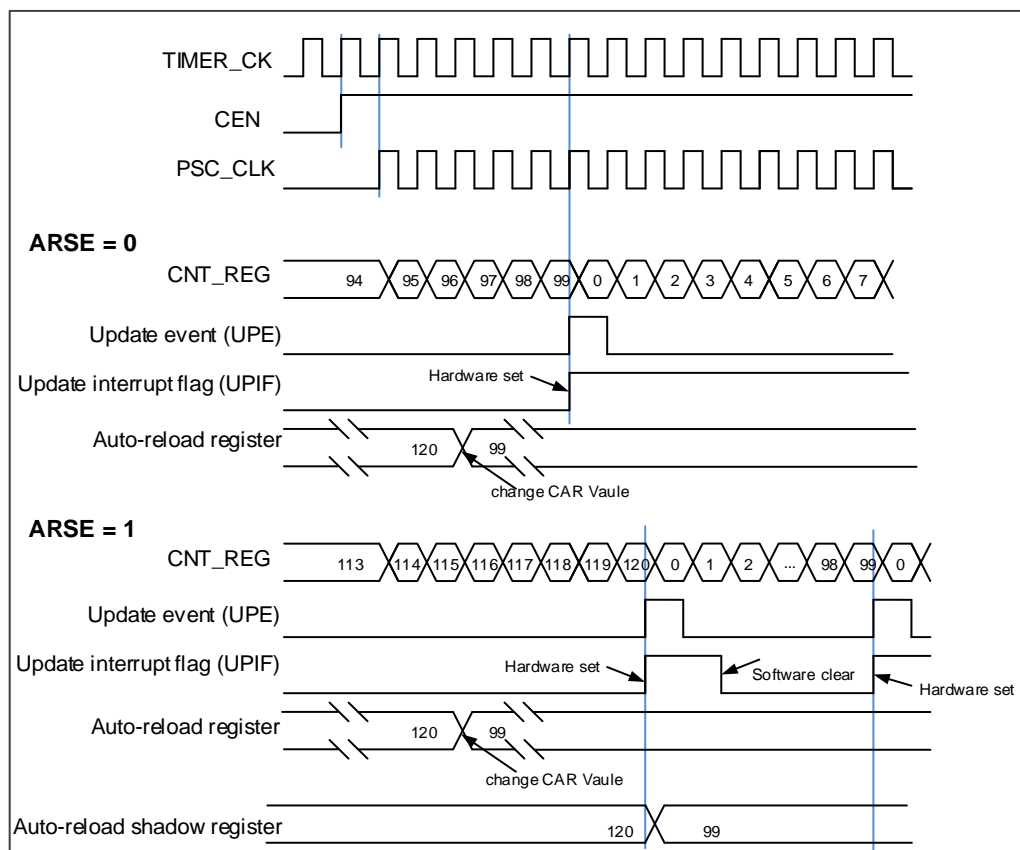 TIMER_CK
CEN
PSC_CLK
ARSE = 0
CNT_REG
94 95 96 97 98 99 0 1 2 3 4 5 6 7
Update event (UPE)
Update interrupt flag (UPIF)
Hardware set
Auto-reload register
120 99
change CAR Vaule
ARSE = 1
CNT_REG
113 114 115 116 117 118 119 120 0 1 2 ... 98 99 0
Update event (UPE)
Update interrupt flag (UPIF)
Hardware set
Software clear
Hardware set
Auto-reload register
120 99
change CAR Vaule
Auto-reload shadow register
120 99